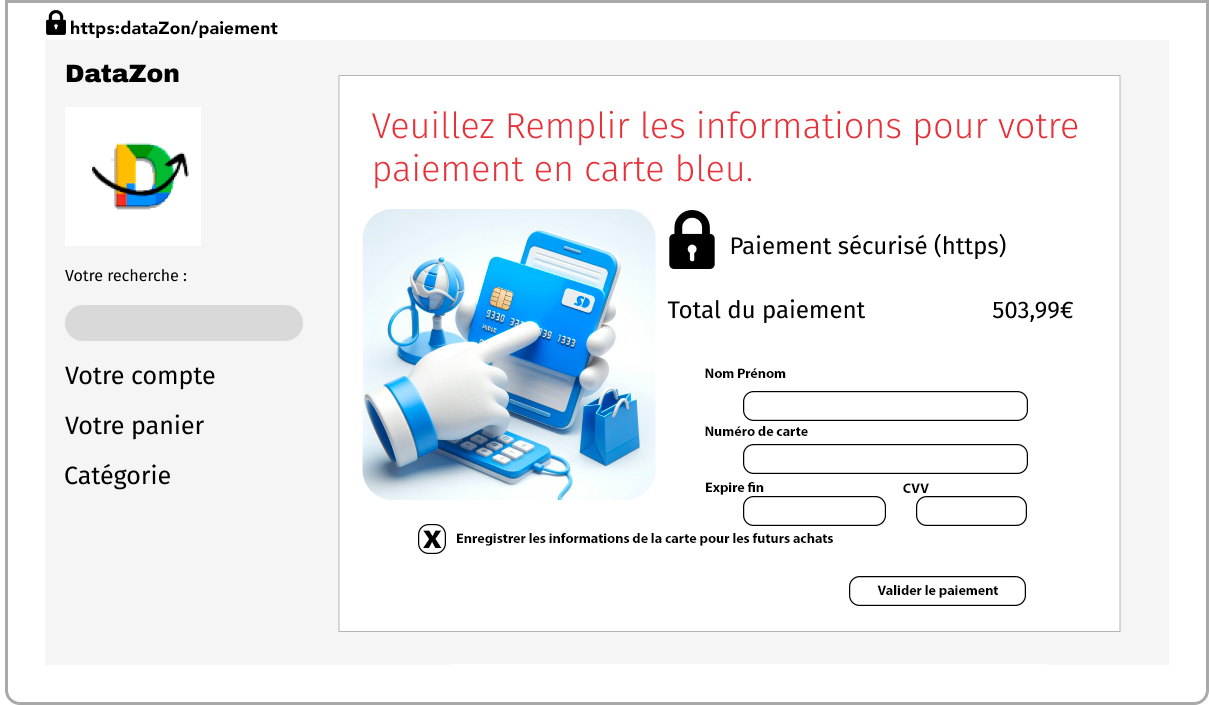 https:dataZon/paiement
DataZon
D
Votre recherche :
Votre compte
Votre panier
Catégorie
Veuillez Remplir les informations pour votre
paiement en carte bleu.
Paiement sécurisé (https)
Total du paiement 503,99€
Nom Prénom
Numéro de carte
Expire fin CVV
X Enregistrer les informations de la carte pour les futurs achats
Valider le paiement